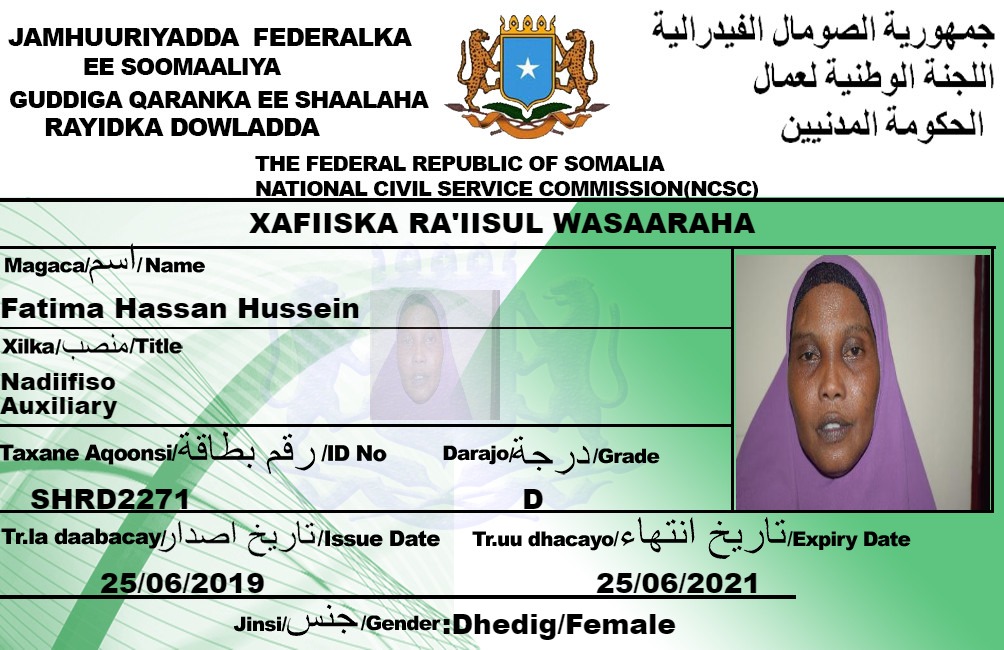 JAMHUURIYADDA FEDERALKA
EE SOOMAALIYA
GUDDIGA QARANKA EE SHAALAHA
RAYIDKA DOWLADDA
جمهورية الصومال الفيدرالية
اللجنة الوطنية لعمال
الحكومة المدنيين
THE FEDERAL REPUBLIC OF SOMALIA
NATIONAL CIVIL SERVICE COMMISSION(NCSC)
XAFIISKA RA'IISUL WASAARAHA
Magaca/اسم/Name
Fatima Hassan Hussein
Xilka/منصب/Title
Nadiifiso
Auxiliary
Taxane Aqoonsi/رقم بطاقة/ID No
Darajo/درجة/Grade
SHRD2271
D
Tr.la daabacay/تاريخ اصدار/Issue Date
Tr.uu dhacayo/تاريخ انتهاء/Expiry Date
25/06/2019
25/06/2021
Jinsi/جنس/Gender:Dhedig/Female